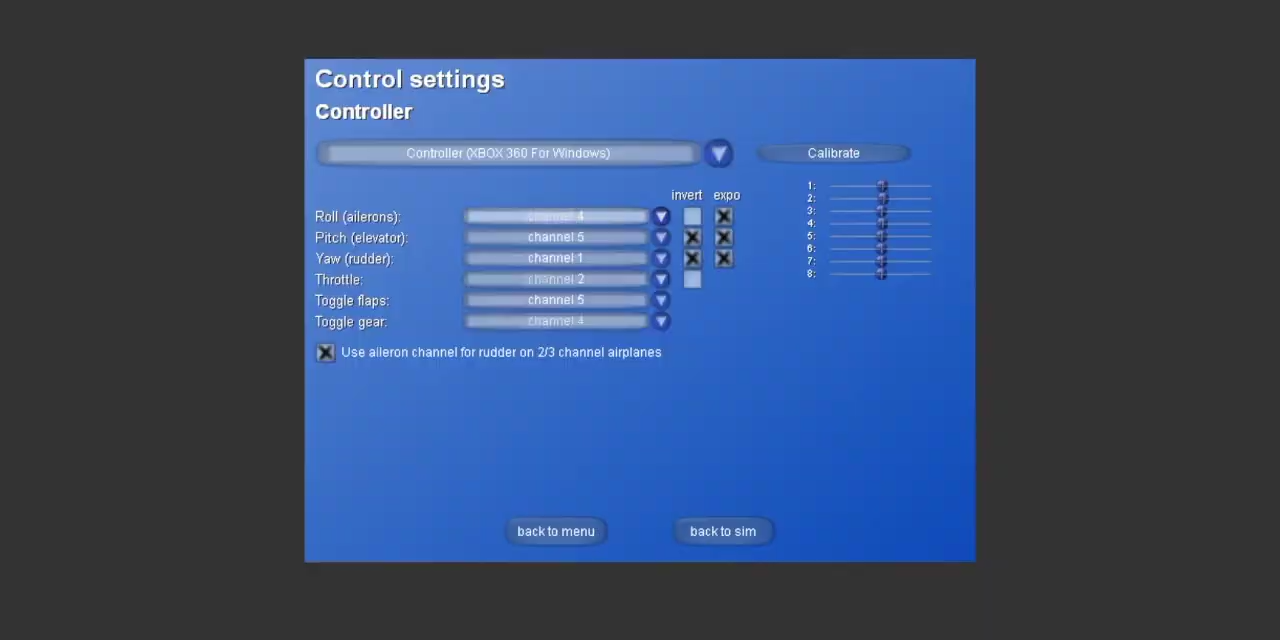 Control settings
Controller
Controller (XBOX 360 For Windows)
Calibrate
invert expo
1:
2:
3:
4:
5:
6:
7:
8:
Roll (ailerons): channel 4
Pitch (elevator): channel 5
Yaw (rudder): channel 1
Throttle: channel 2
Toggle flaps: channel 5
Toggle gear: channel 4
Use aileron channel for rudder on 2/3 channel airplanes
back to menu
back to sim